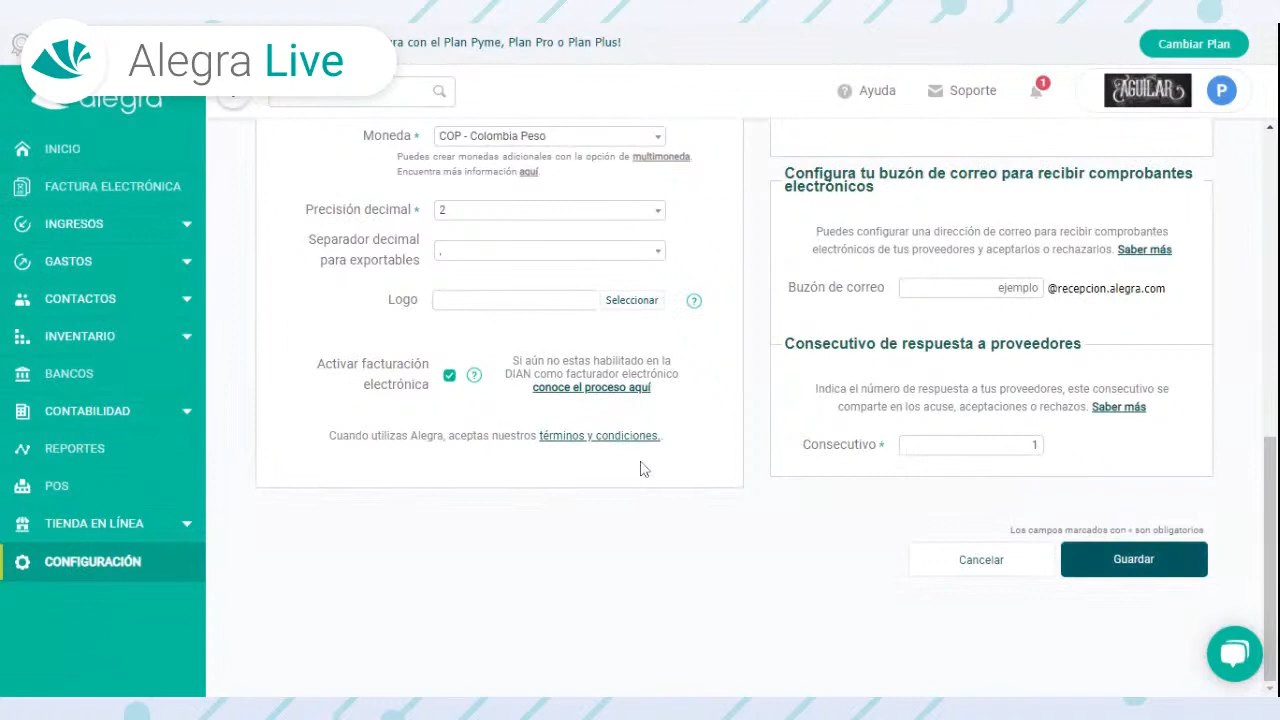 Alegra Live
ra con el Plan Pyme, Plan Pro o Plan Plus!
Cambiar Plan
alegra
Ayuda
Soporte
1
AGUILAR
P
INICIO
FACTURA ELECTRÓNICA
INGRESOS
GASTOS
CONTACTOS
INVENTARIO
BANCOS
CONTABILIDAD
REPORTES
POS
TIENDA EN LÍNEA
CONFIGURACIÓN
Moneda * COP - Colombia Peso
Puedes crear monedas adicionales con la opción de multimoneda.
Encuentre más información aquí.
Precisión decimal * 2
Separador decimal
para exportables ,
Logo Seleccionar ?
Activar facturación
electrónica ?
Si aún no estas habilitado en la
DIAN como facturador electrónico
conoce el proceso aquí
Cuando utilizas Alegra, aceptas nuestros términos y condiciones..
Configura tu buzón de correo para recibir comprobantes
electrónicos
Puedes configurar una dirección de correo para recibir comprobantes
electrónicos de tus proveedores y aceptarlos o rechazarlos. Saber más
Buzón de correo ejemplo @recepcion.alegra.com
Consecutivo de respuesta a proveedores
Indica el número de respuesta a tus proveedores, este consecutivo se
comparte en los acuse, aceptaciones o rechazos. Saber más
Consecutivo * 1
Los campos marcados con * son obligatorios
Cancelar
Guardar